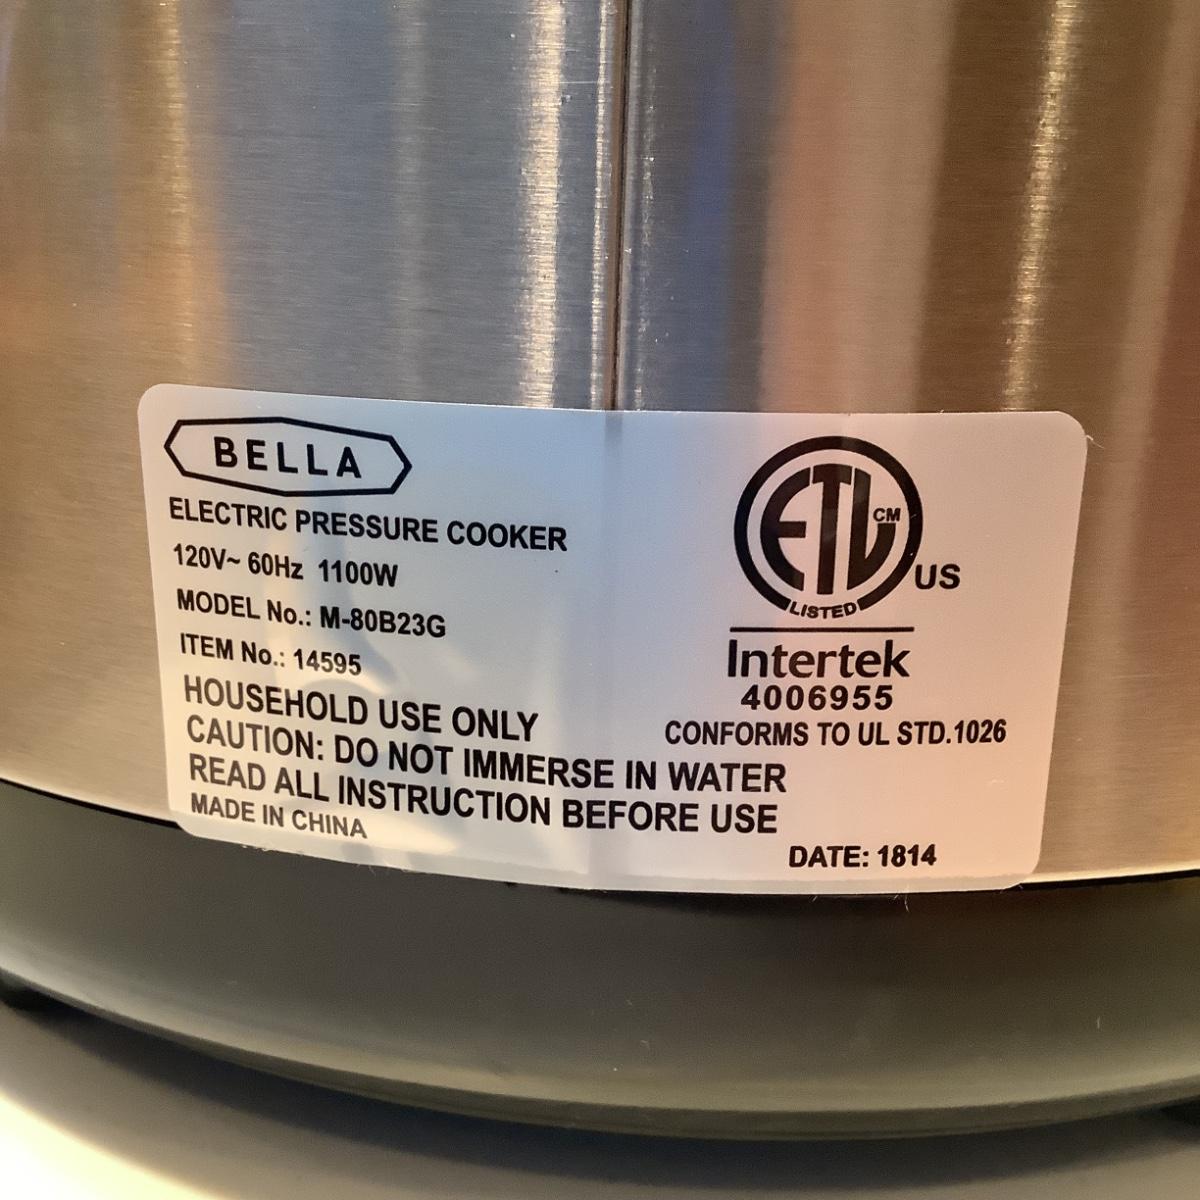 BELLA
ELECTRIC PRESSURE COOKER
120V~ 60Hz 1100W
MODEL No.: M-80B23G
ITEM No.: 14595
HOUSEHOLD USE ONLY
CAUTION: DO NOT IMMERSE IN WATER
READ ALL INSTRUCTION BEFORE USE
MADE IN CHINA
ETL CM
LISTED
US
Intertek
4006955
CONFORMS TO UL STD.1026
DATE: 1814